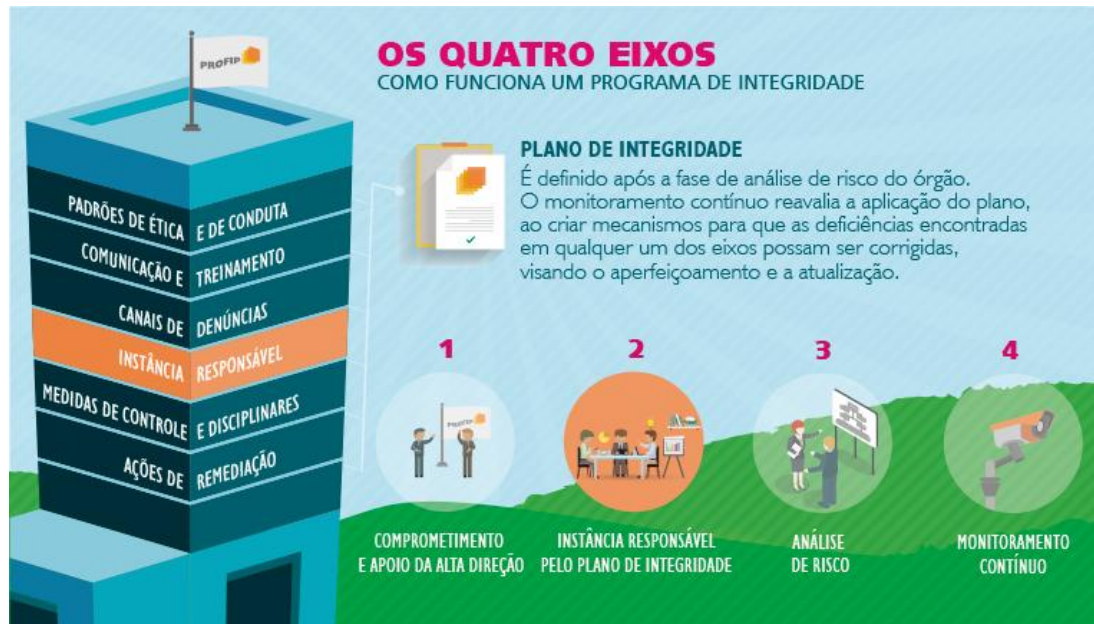 PROFIP
OS QUATRO EIXOS
COMO FUNCIONA UM PROGRAMA DE INTEGRIDADE
PLANO DE INTEGRIDADE
É definido após a fase de análise de risco do órgão.
O monitoramento contínuo reavalia a aplicação do plano,
ao criar mecanismos para que as deficiências encontradas
em qualquer um dos eixos possam ser corrigidas,
visando o aperfeiçoamento e a atualização.
PADRÕES DE ÉTICA E DE CONDUTA
COMUNICAÇÃO E TREINAMENTO
CANAIS DE DENÚNCIAS
INSTÂNCIA RESPONSÁVEL
MEDIDAS DE CONTROLE E DISCIPLINARES
AÇÕES DE REMEDIAÇÃO
1
PROFIP
COMPROMETIMENTO
E APOIO DA ALTA DIREÇÃO
2
INSTÂNCIA RESPONSÁVEL
PELO PLANO DE INTEGRIDADE
3
ANÁLISE
DE RISCO
4
MONITORAMENTO
CONTÍNUO